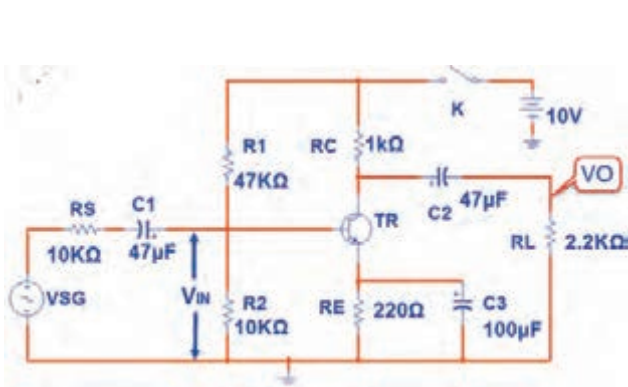 K
10V
R1
47KΩ
RC
1kΩ
VO
C2
47µF
RS
10KΩ
C1
47µF
TR
RL
2.2KΩ
VSG
VIN
R2
10KΩ
RE
220Ω
C3
100µF